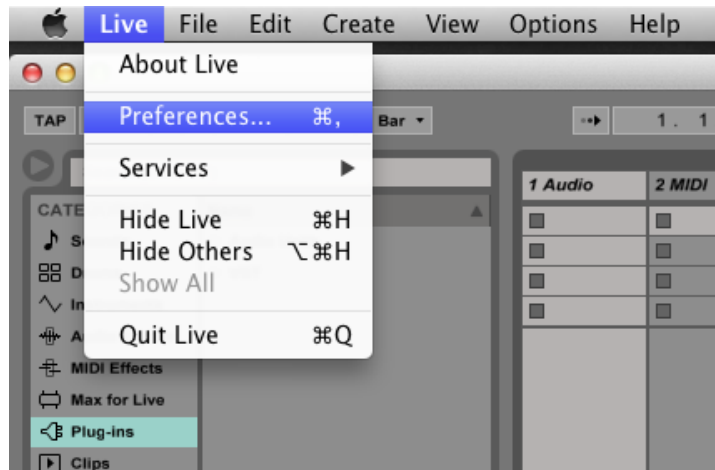 Live File Edit Create View Options Help
About Live
Preferences... ⌘,
Services ▶
Hide Live ⌘H
Hide Others ⌥⌘H
Show All
Quit Live ⌘Q
TAP
Bar
1. 1
1 Audio
2 MIDI
MIDI Effects
Max for Live
Plug-ins
Clips